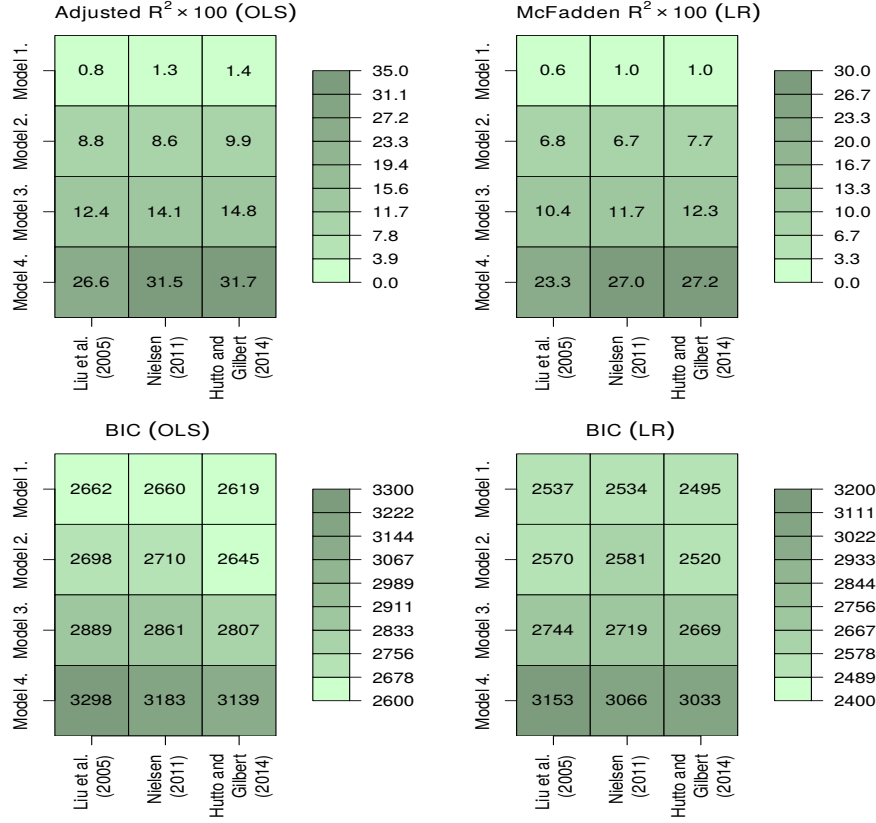 Adjusted R² × 100 (OLS)
Model 1.
0.8 1.3 1.4
Model 2.
8.8 8.6 9.9
Model 3.
12.4 14.1 14.8
Model 4.
26.6 31.5 31.7
35.0
31.1
27.2
23.3
19.4
15.6
11.7
7.8
3.9
0.0
Liu et al.
(2005)
Nielsen
(2011)
Hutto and
Gilbert
(2014)
McFadden R² × 100 (LR)
Model 1.
0.6 1.0 1.0
Model 2.
6.8 6.7 7.7
Model 3.
10.4 11.7 12.3
Model 4.
23.3 27.0 27.2
30.0
26.7
23.3
20.0
16.7
13.3
10.0
6.7
3.3
0.0
Liu et al.
(2005)
Nielsen
(2011)
Hutto and
Gilbert
(2014)
BIC (OLS)
Model 1.
2662 2660 2619
Model 2.
2698 2710 2645
Model 3.
2889 2861 2807
Model 4.
3298 3183 3139
3300
3222
3144
3067
2989
2911
2833
2756
2678
2600
Liu et al.
(2005)
Nielsen
(2011)
Hutto and
Gilbert
(2014)
BIC (LR)
Model 1.
2537 2534 2495
Model 2.
2570 2581 2520
Model 3.
2744 2719 2669
Model 4.
3153 3066 3033
3200
3111
3022
2933
2844
2756
2667
2578
2489
2400
Liu et al.
(2005)
Nielsen
(2011)
Hutto and
Gilbert
(2014)